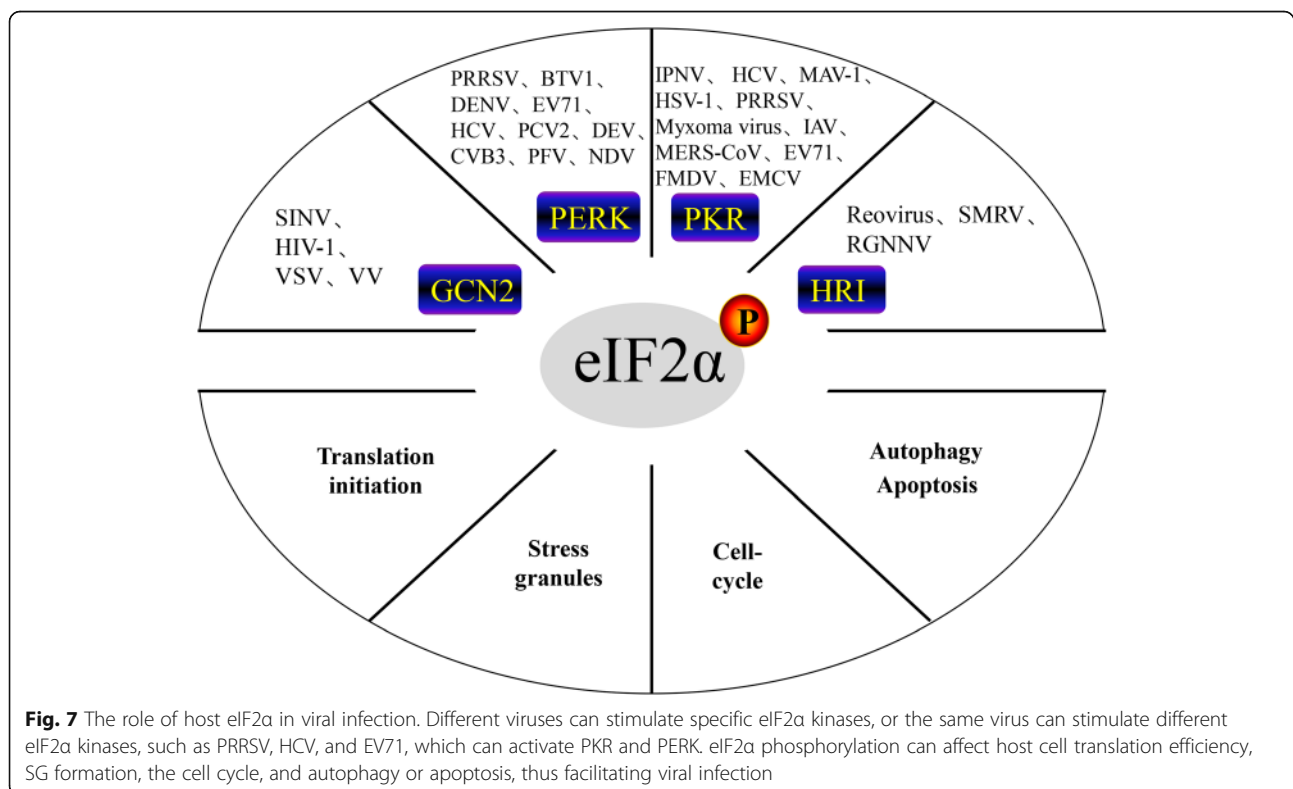 PRRSV、BTV1、
DENV、EV71、
HCV、PCV2、DEV、
CVB3、PFV、NDV
IPNV、 HCV、MAV-1、
HSV-1、PRRSV、
Myxoma virus、IAV、
MERS-CoV、EV71、
FMDV、EMCV
SINV、
HIV-1、
VSV、VV
PERK
PKR
Reovirus、SMRV、
RGNNV
GCN2
HRI
P
eIF2α
Translation
initiation
Stress
granules
Cell-
cycle
Autophagy
Apoptosis
Fig. 7 The role of host eIF2α in viral infection. Different viruses can stimulate specific eIF2α kinases, or the same virus can stimulate different
eIF2α kinases, such as PRRSV, HCV, and EV71, which can activate PKR and PERK. eIF2α phosphorylation can affect host cell translation efficiency,
SG formation, the cell cycle, and autophagy or apoptosis, thus facilitating viral infection